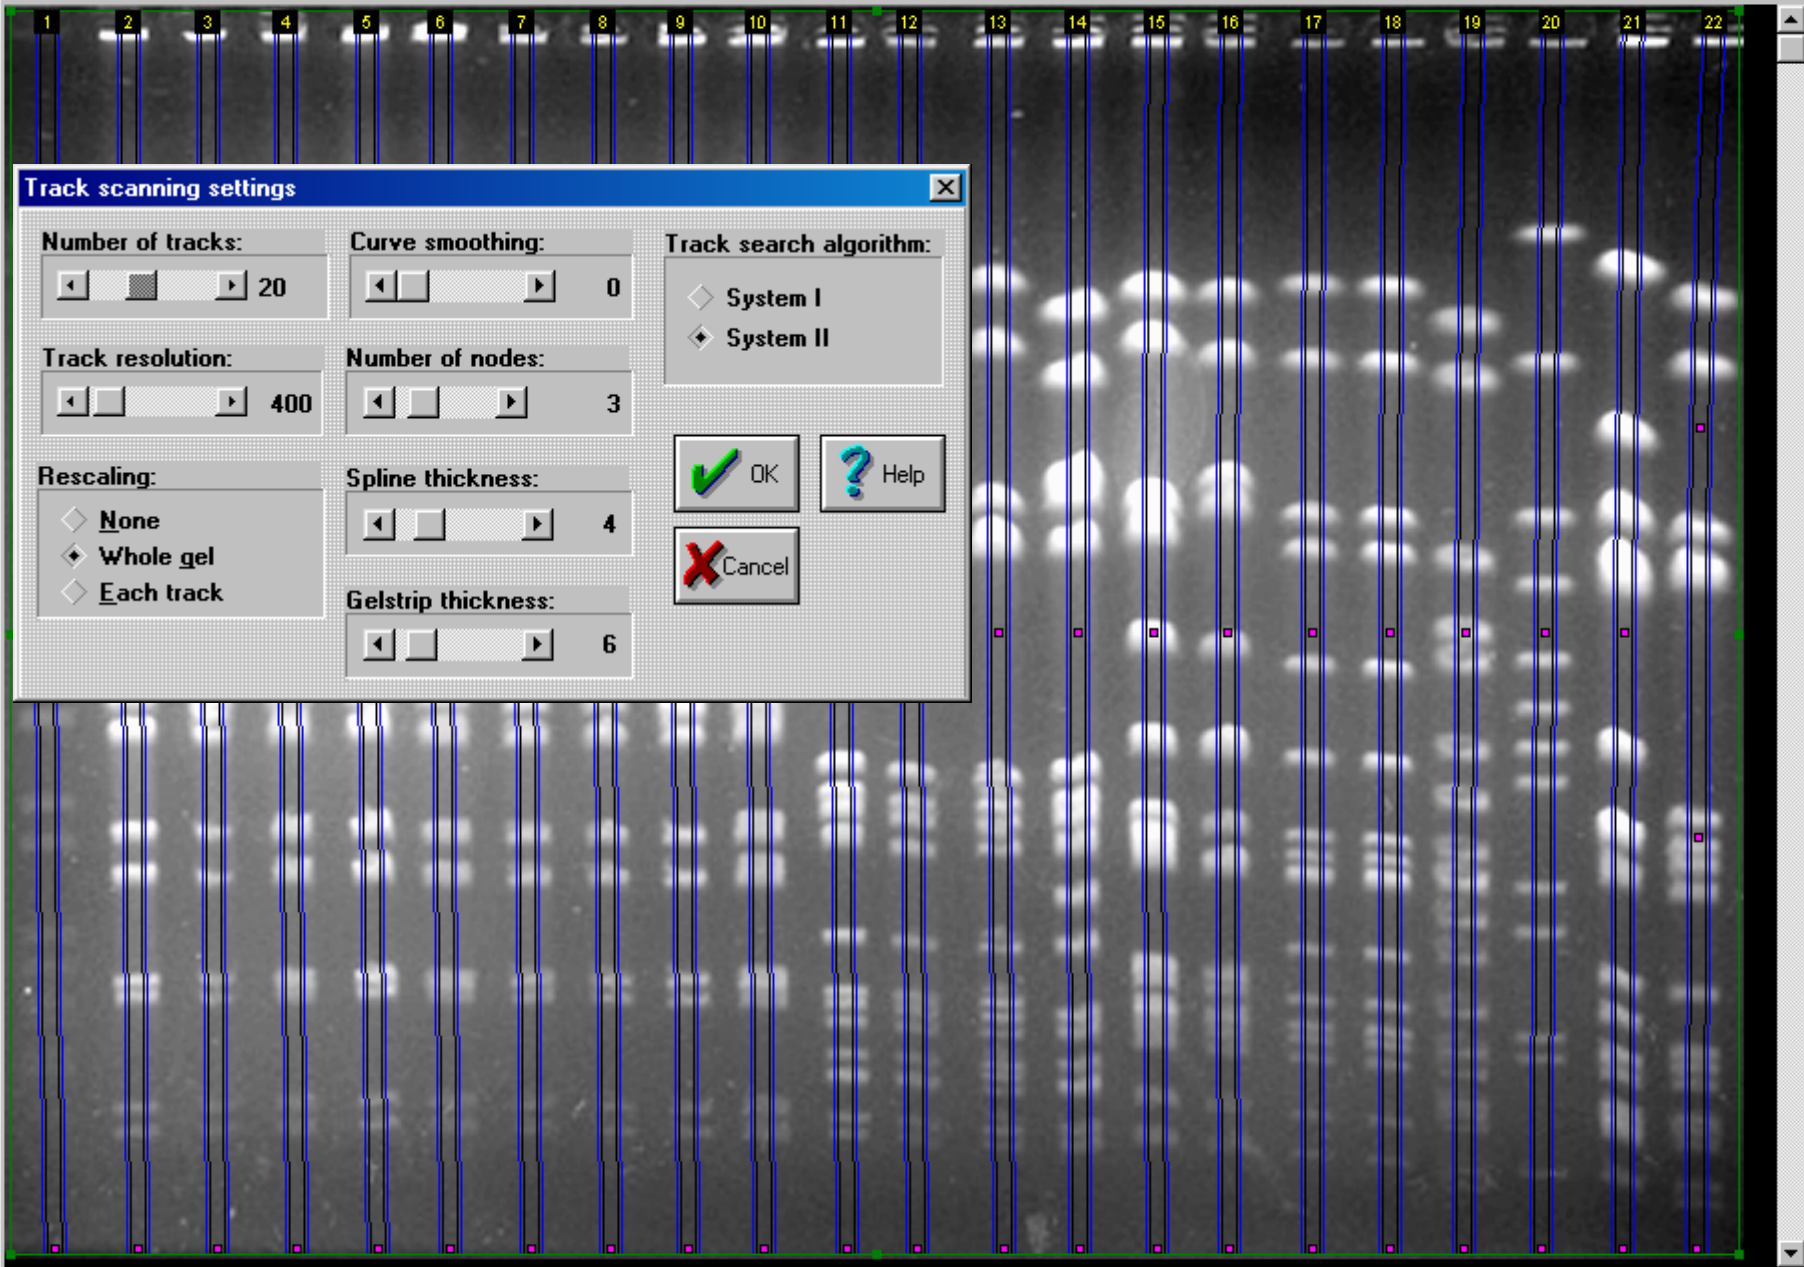 1 2 3 4 5 6 7 8 9 10 11 12 13 14 15 16 17 18 19 20 21 22
Track scanning settings
Number of tracks:
20
Curve smoothing:
0
Track search algorithm:
System I
System II
Track resolution:
400
Number of nodes:
3
Rescaling:
None
Whole gel
Each track
Spline thickness:
4
Gelstrip thickness:
6
OK
Help
Cancel